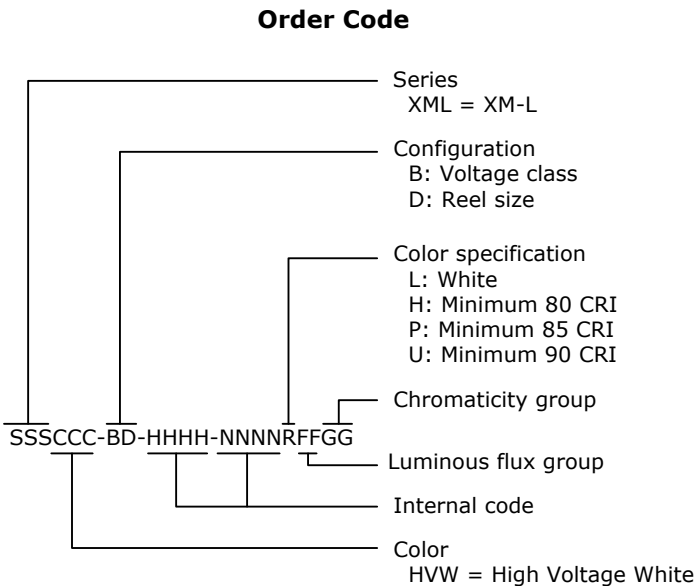 Order Code
Series
XML = XM-L
Configuration
B: Voltage class
D: Reel size
Color specification
L: White
H: Minimum 80 CRI
P: Minimum 85 CRI
U: Minimum 90 CRI
Chromaticity group
SSSCCC-BD-HHHH-NNNNRFFGG
Luminous flux group
Internal code
Color
HVW = High Voltage White